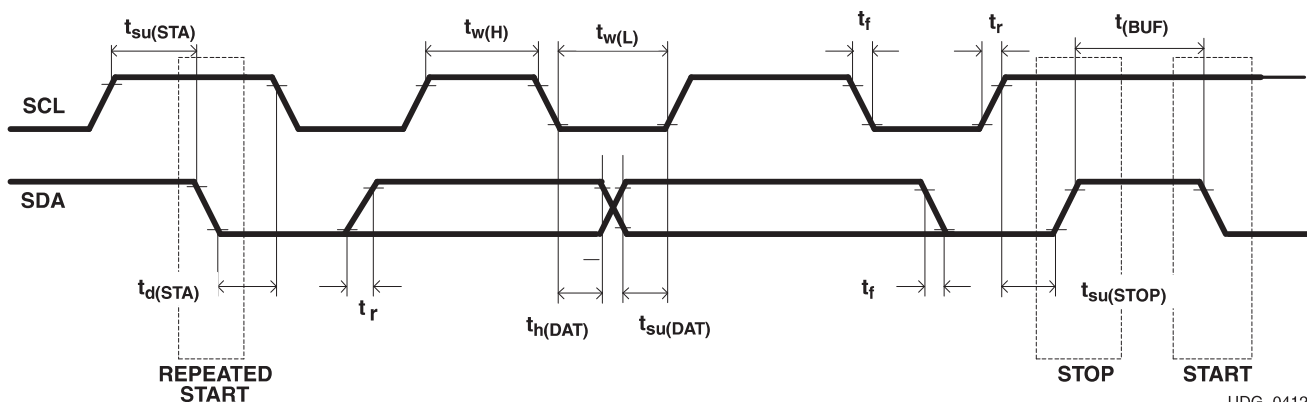 tsu(STA)
tw(H)
tw(L)
tf
tr
t(BUF)
SCL
SDA
td(STA)
tr
th(DAT)
tsu(DAT)
tf
tsu(STOP)
REPEATED
START
STOP
START